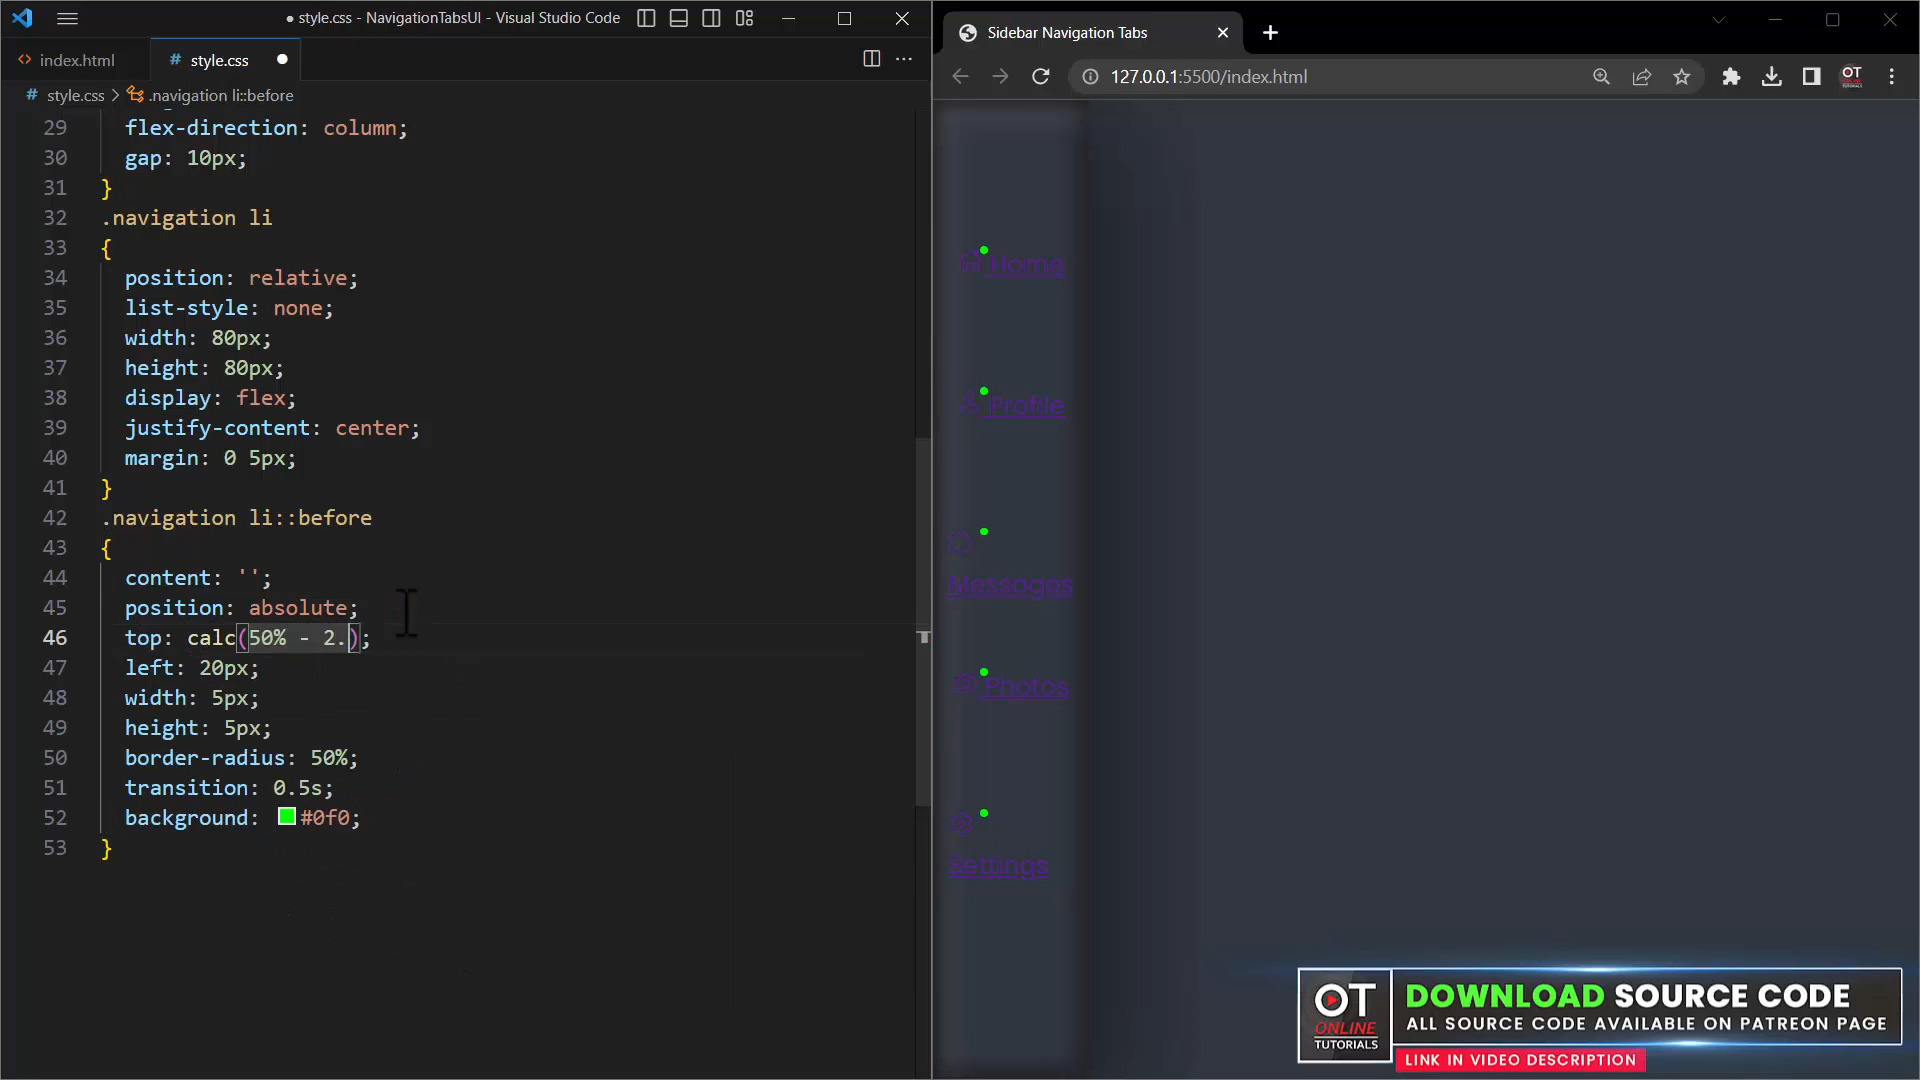 ● style.css - NavigationTabsUI - Visual Studio Code
index.html
# style.css ●
# style.css > .navigation li::before
29 flex-direction: column;
30 gap: 10px;
31 }
32 .navigation li
33 {
34 position: relative;
35 list-style: none;
36 width: 80px;
37 height: 80px;
38 display: flex;
39 justify-content: center;
40 margin: 0 5px;
41 }
42 .navigation li::before
43 {
44 content: '';
45 position: absolute;
46 top: calc(50% - 2.);
47 left: 20px;
48 width: 5px;
49 height: 5px;
50 border-radius: 50%;
51 transition: 0.5s;
52 background: #0f0;
53 }
Sidebar Navigation Tabs
127.0.0.1:5500/index.html
Home
Profile
Messages
Photos
Settings
OT
ONLINE
TUTORIALS
DOWNLOAD SOURCE CODE
ALL SOURCE CODE AVAILABLE ON PATREON PAGE
LINK IN VIDEO DESCRIPTION